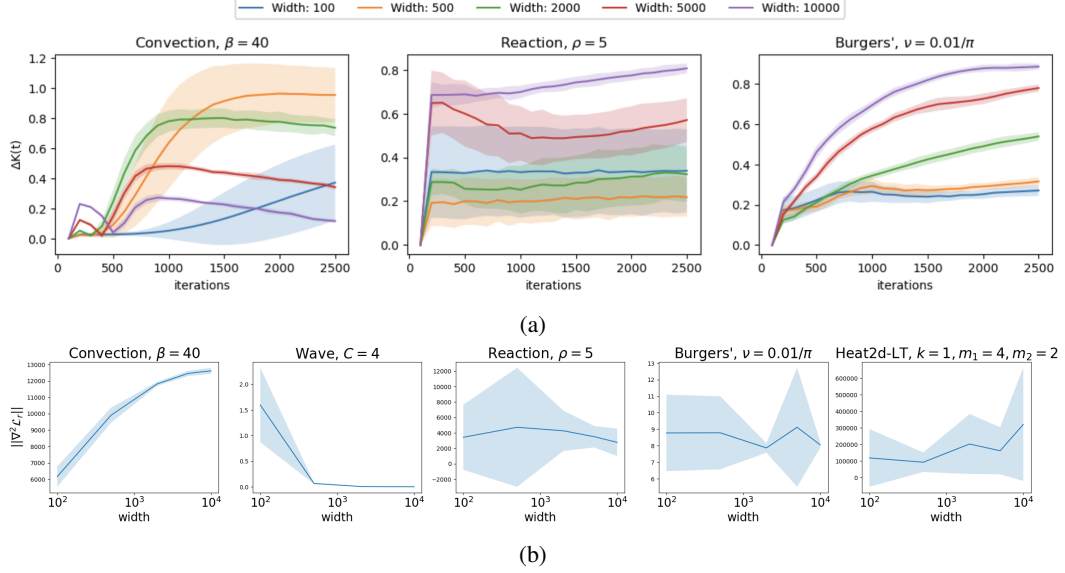 Width: 100 Width: 500 Width: 2000 Width: 5000 Width: 10000
Convection, β = 40 Reaction, ρ = 5 Burgers', ν = 0.01/π
ΔK(t)
1.2
1.0
0.8
0.6
0.4
0.2
0.0
0 500 1000 1500 2000 2500
iterations
0.8
0.6
0.4
0.2
0.0
0 500 1000 1500 2000 2500
iterations
0.8
0.6
0.4
0.2
0.0
0 500 1000 1500 2000 2500
iterations
(a)
Convection, β = 40 Wave, C = 4 Reaction, ρ = 5 Burgers', ν = 0.01/π Heat2d-LT, k = 1, m₁ = 4, m₂ = 2
||∇²ℒᵣ||
13000
12000
11000
10000
9000
8000
7000
6000
10² 10³ 10⁴
width
2.0
1.5
1.0
0.5
0.0
10² 10³ 10⁴
width
12000
10000
8000
6000
4000
2000
0
−2000
10² 10³ 10⁴
width
13
12
11
10
9
8
7
6
10² 10³ 10⁴
width
600000
500000
400000
300000
200000
100000
0
10² 10³ 10⁴
width
(b)